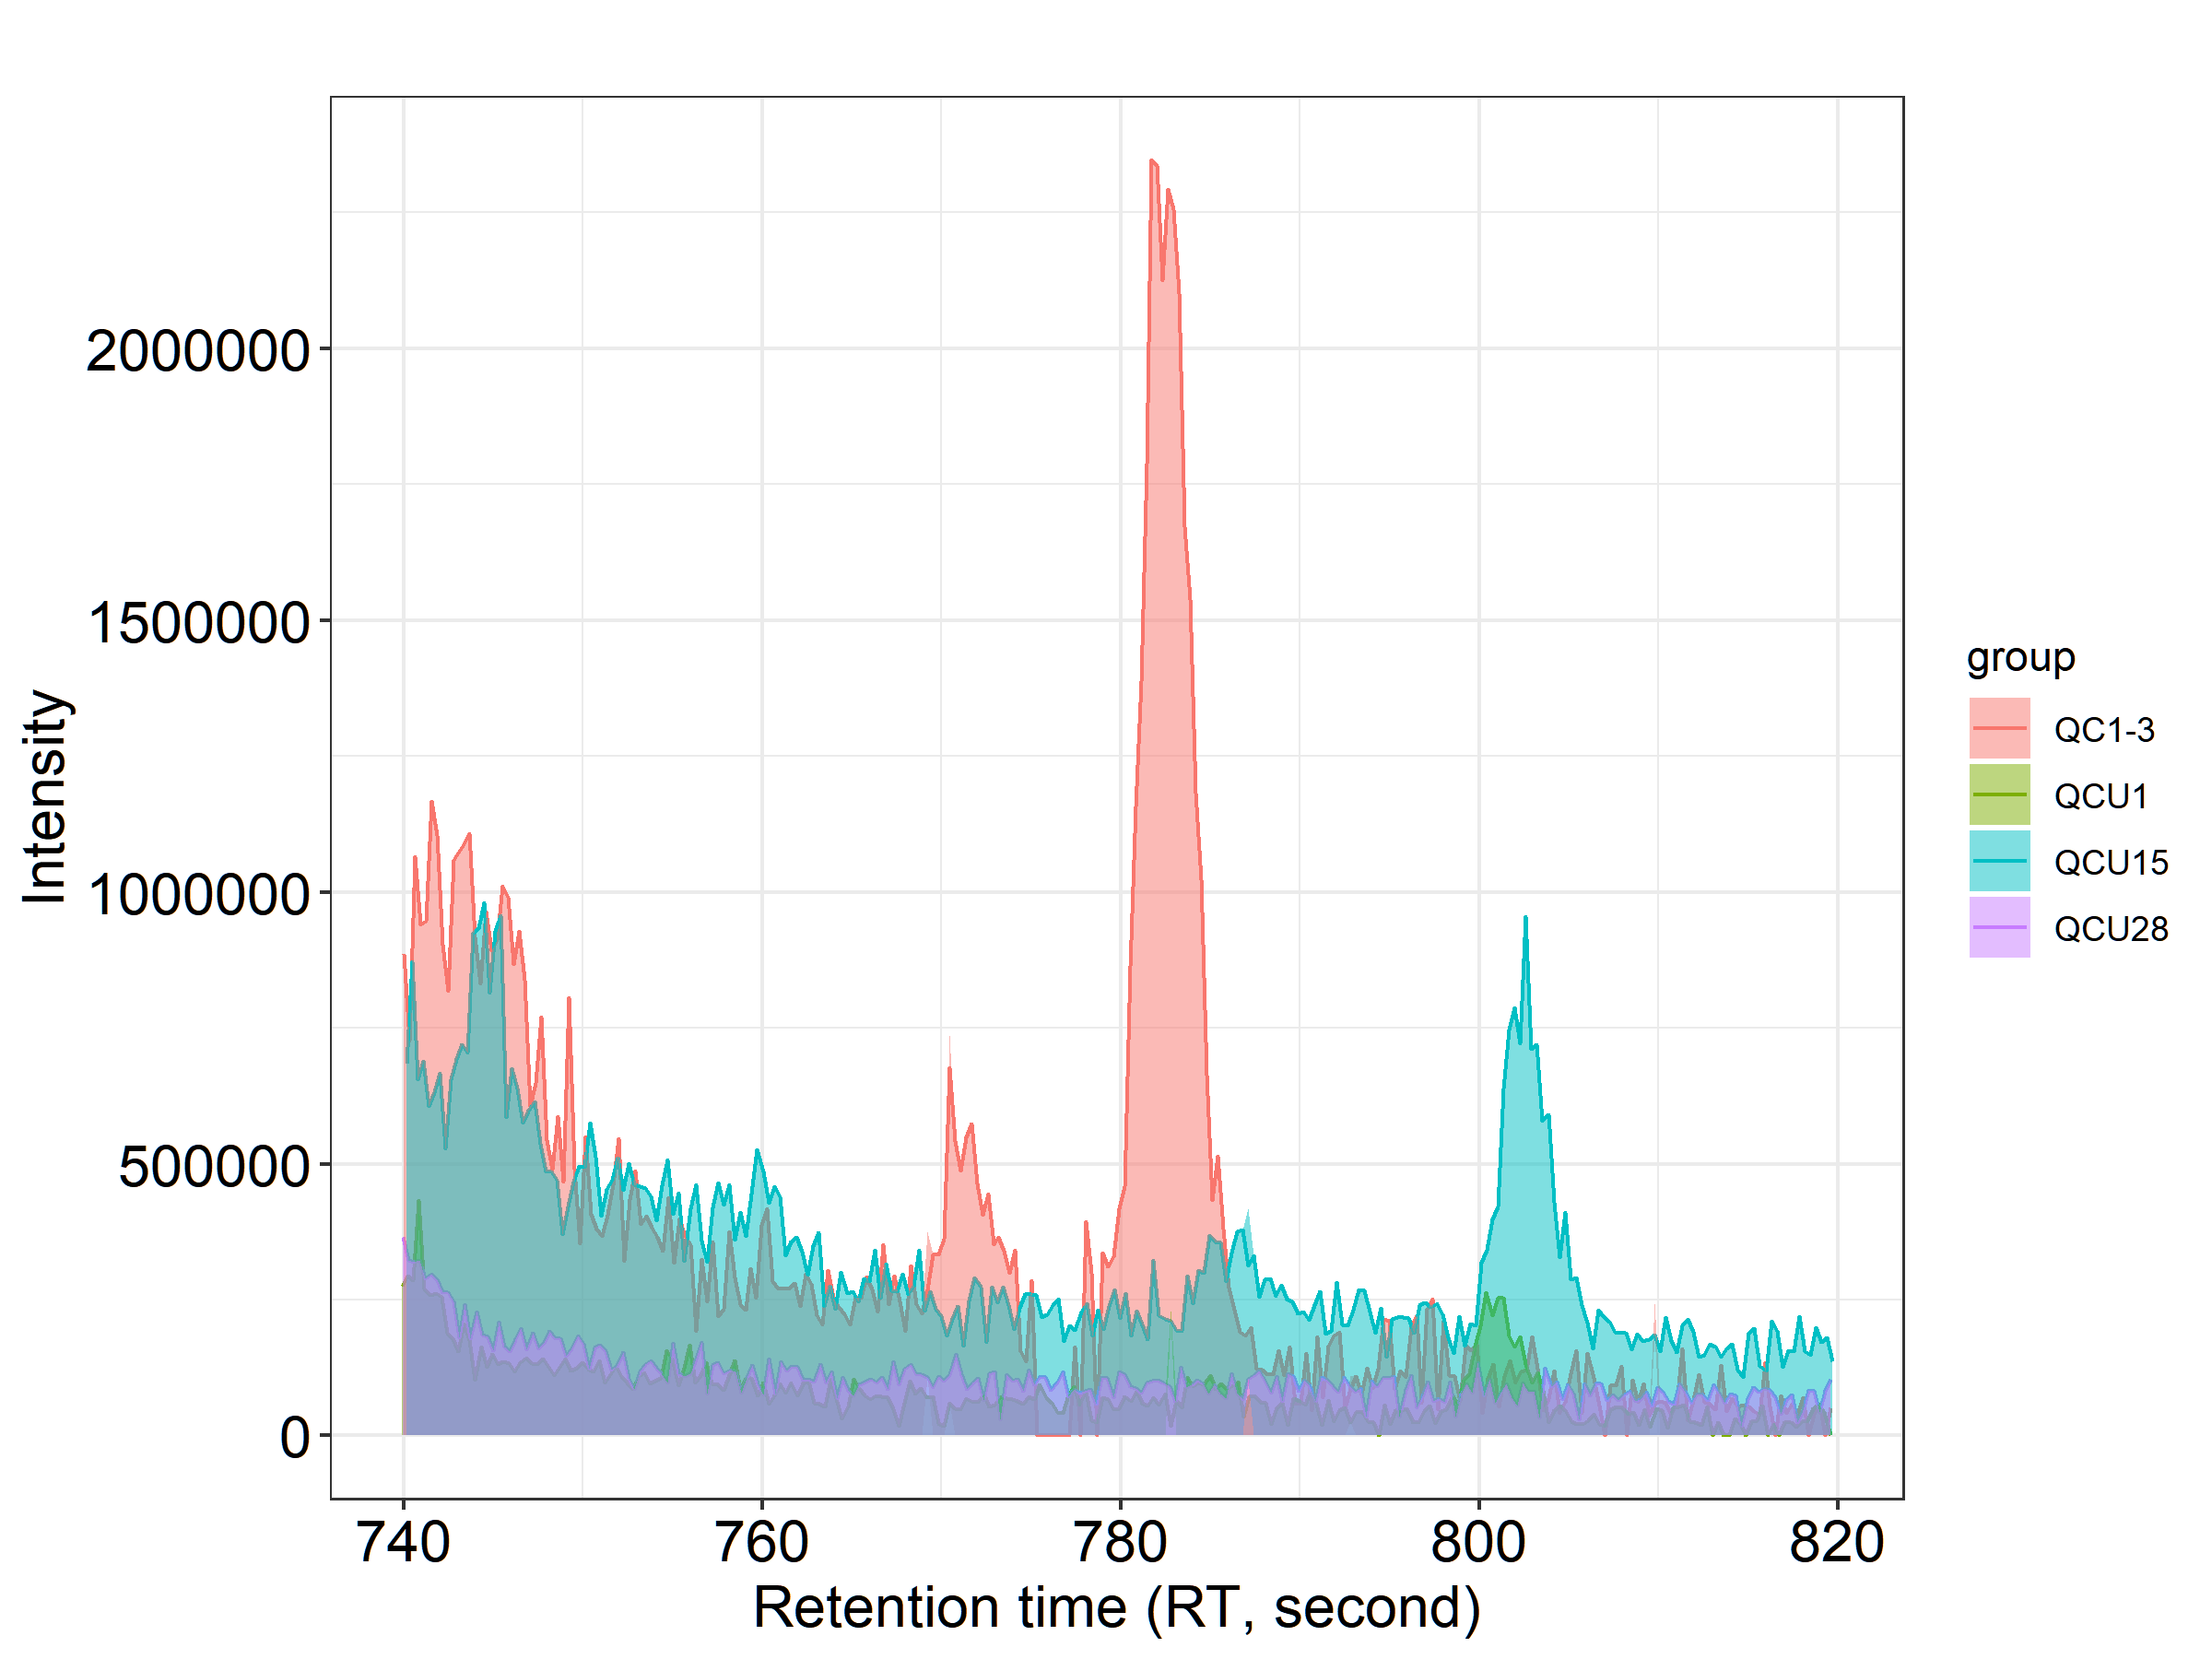 Intensity
2000000
1500000
1000000
500000
0
740 760 780 800 820
Retention time (RT, second)
group
QC1-3
QCU1
QCU15
QCU28